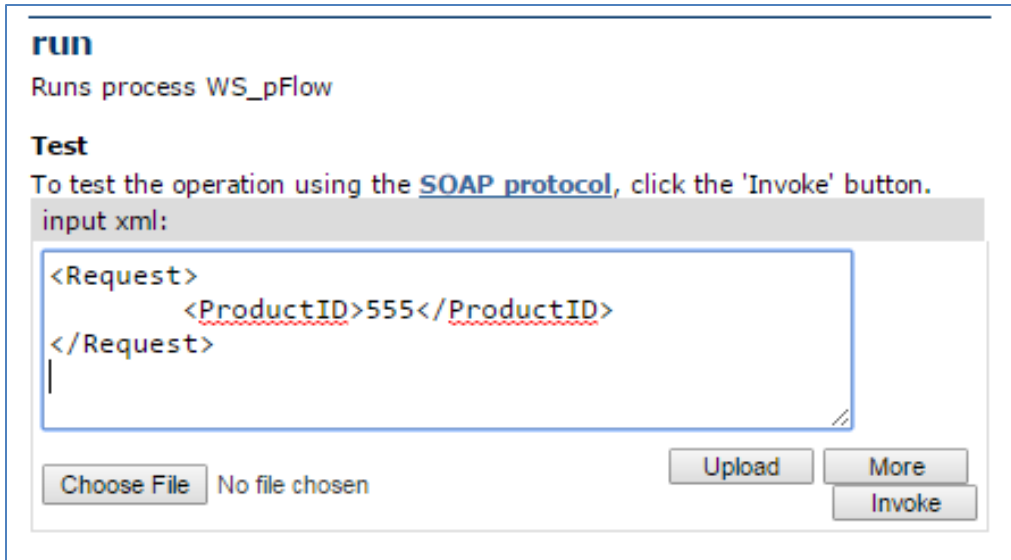 run
Runs process WS_pFlow
Test
To test the operation using the SOAP protocol, click the 'Invoke' button.
input xml:
<Request>
<ProductID>555</ProductID>
</Request>
Choose File No file chosen Upload More
Invoke